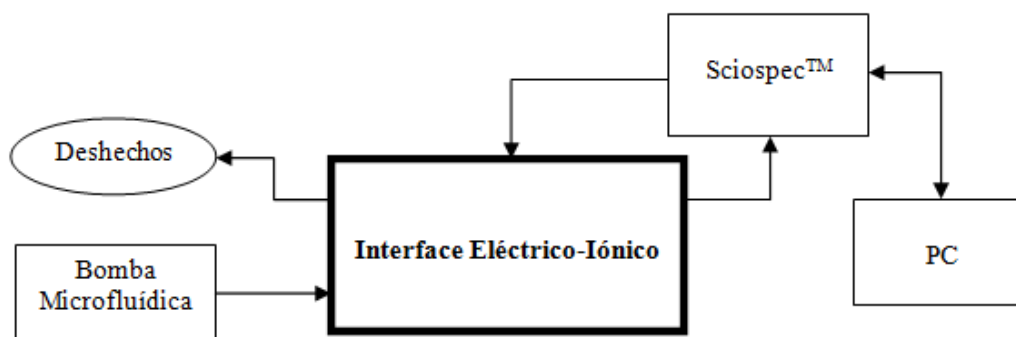 Sciospec™
Deshechos
Interface Eléctrico-Iónico
Bomba
Microfluídica
PC